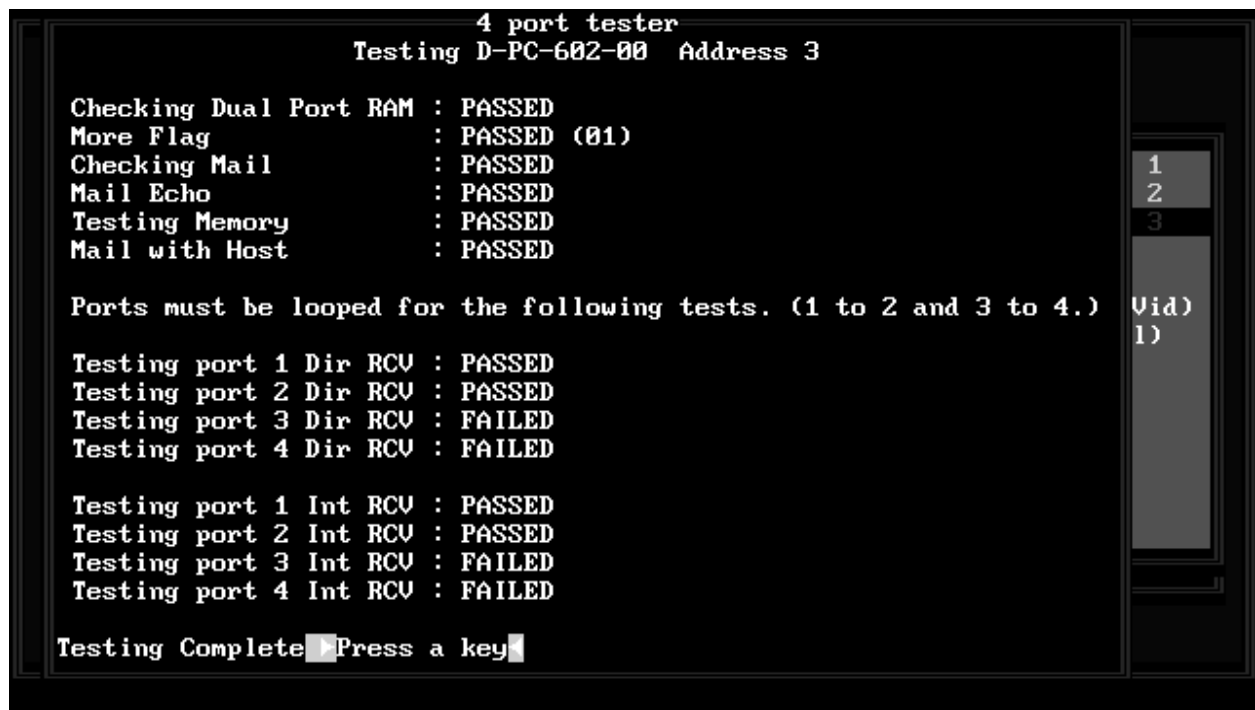 4 port tester
Testing D-PC-602-00 Address 3
Checking Dual Port RAM : PASSED
More Flag : PASSED (01)
Checking Mail : PASSED
Mail Echo : PASSED
Testing Memory : PASSED
Mail with Host : PASSED
Ports must be looped for the following tests. (1 to 2 and 3 to 4.)
Testing port 1 Dir RCV : PASSED
Testing port 2 Dir RCV : PASSED
Testing port 3 Dir RCV : FAILED
Testing port 4 Dir RCV : FAILED
Testing port 1 Int RCV : PASSED
Testing port 2 Int RCV : PASSED
Testing port 3 Int RCV : FAILED
Testing port 4 Int RCV : FAILED
Testing Complete Press a key
1
2
3
Vid)
l)